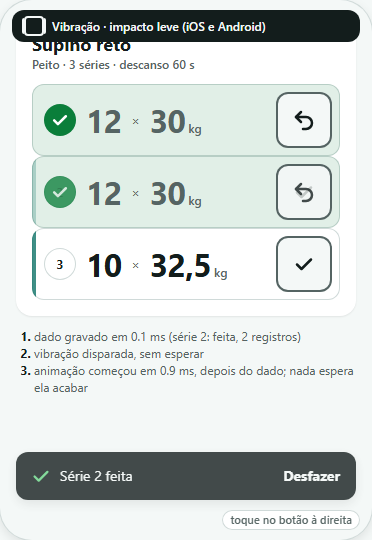 Vibração · impacto leve (iOS e Android)
Supino reto
Peito · 3 séries · descanso 60 s
12 × 30 kg
12 × 30 kg
3 10 × 32,5 kg
1. dado gravado em 0.1 ms (série 2: feita, 2 registros)
2. vibração disparada, sem esperar
3. animação começou em 0.9 ms, depois do dado; nada espera
ela acabar
Série 2 feita Desfazer
toque no botão à direita